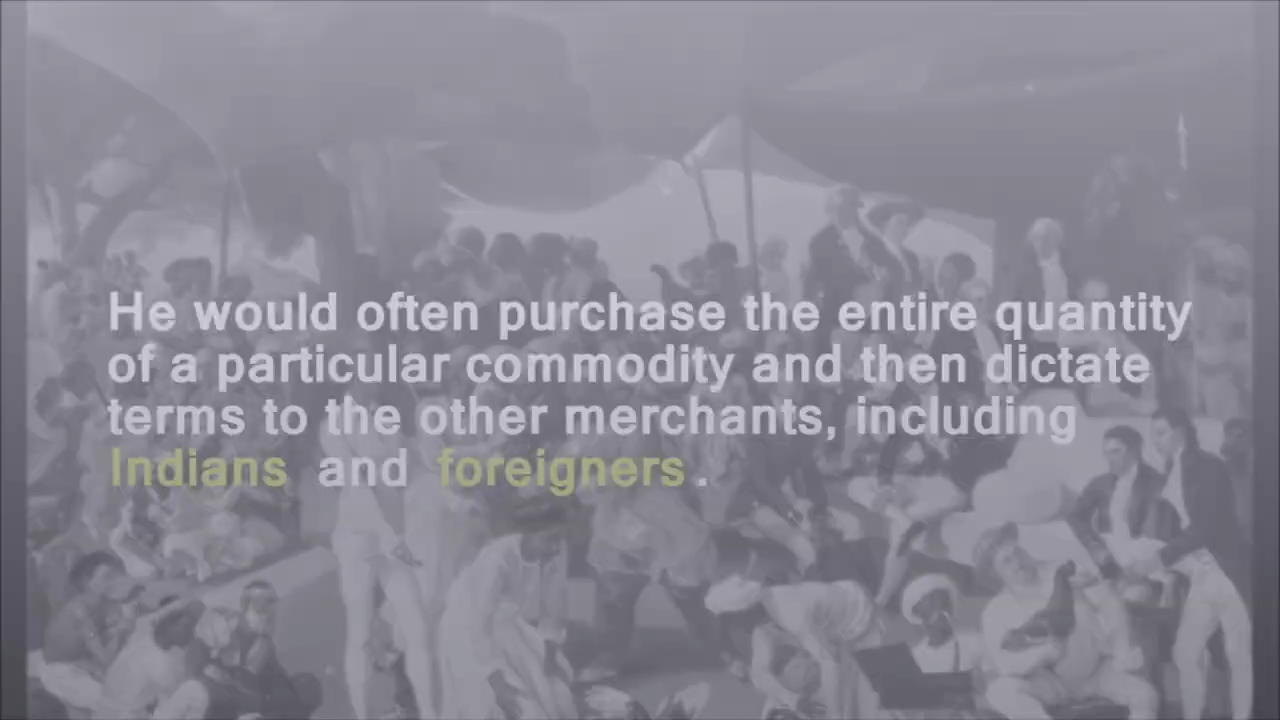 He would often purchase the entire quantity
of a particular commodity and then dictate
terms to the other merchants, including
Indians and foreigners.